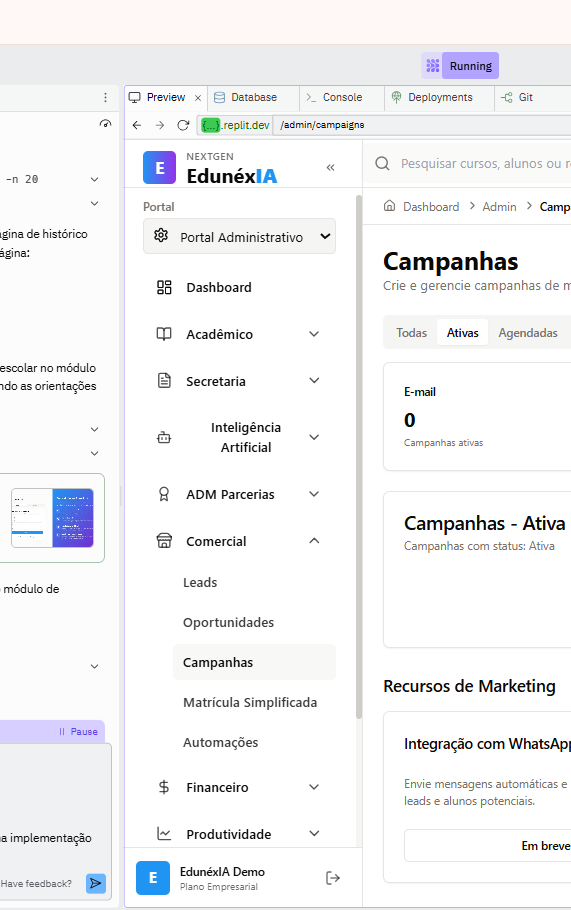 Running
-n 20
ágina de histórico
ágina:
escolar no módulo
ndo as orientações
módulo de
Pause
na implementação
Have feedback?
Preview
Database
Console
Deployments
Git
{...}.replit.dev
/admin/campaigns
E
NEXTGEN
EdunéxIA
«
Portal
Portal Administrativo
Dashboard
Acadêmico
Secretaria
Inteligência
Artificial
ADM Parcerias
Comercial
Leads
Oportunidades
Campanhas
Matrícula Simplificada
Automações
Financeiro
Produtividade
E
EdunéxIA Demo
Plano Empresarial
Pesquisar cursos, alunos ou
Dashboard > Admin > Camp
Campanhas
Crie e gerencie campanhas de m
Todas
Ativas
Agendadas
E-mail
0
Campanhas ativas
Campanhas - Ativa
Campanhas com status: Ativa
Recursos de Marketing
Integração com WhatsApp
Envie mensagens automáticas e
leads e alunos potenciais.
Em breve